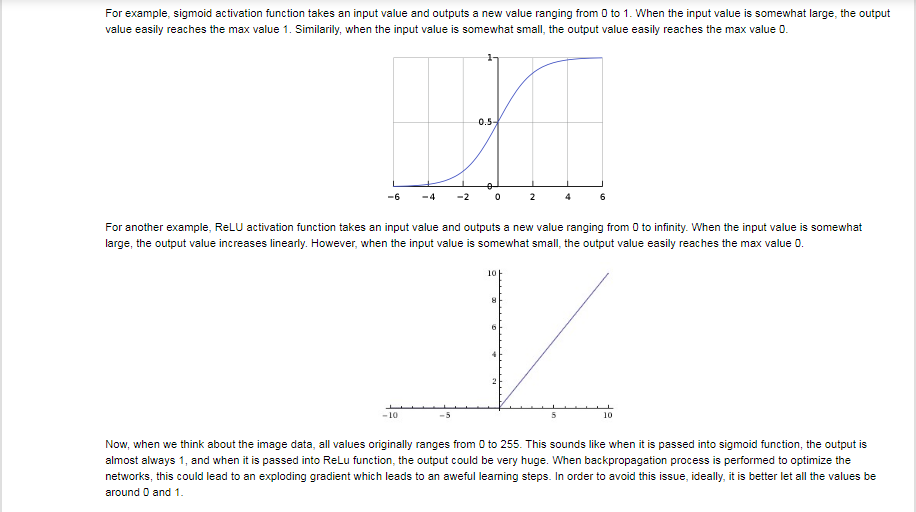 For example, sigmoid activation function takes an input value and outputs a new value ranging from 0 to 1. When the input value is somewhat large, the output
value easily reaches the max value 1. Similarily, when the input value is somewhat small, the output value easily reaches the max value 0.
1
0.5
0
-6 -4 -2 0 2 4 6
For another example, ReLU activation function takes an input value and outputs a new value ranging from 0 to infinity. When the input value is somewhat
large, the output value increases linearly. However, when the input value is somewhat small, the output value easily reaches the max value 0.
10
8
6
4
2
-10 -5 5 10
Now, when we think about the image data, all values originally ranges from 0 to 255. This sounds like when it is passed into sigmoid function, the output is
almost always 1, and when it is passed into ReLu function, the output could be very huge. When backpropagation process is performed to optimize the
networks, this could lead to an exploding gradient which leads to an aweful learning steps. In order to avoid this issue, ideally, it is better let all the values be
around 0 and 1.